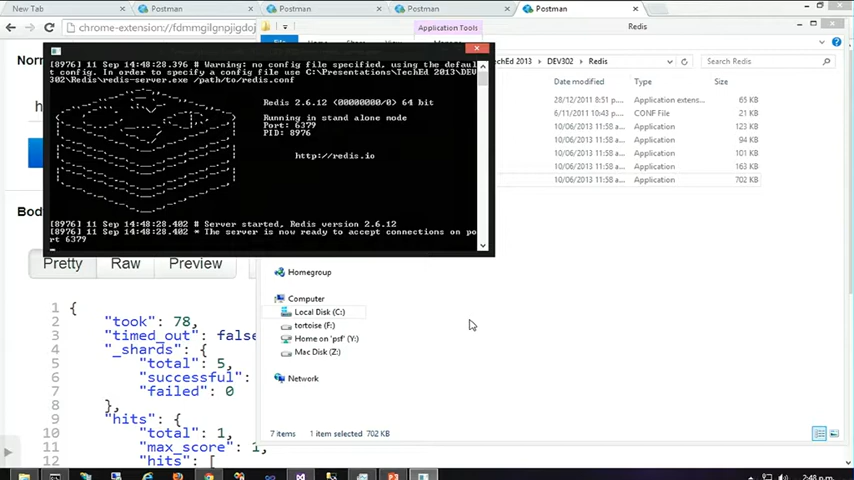 New Tab
Postman
Postman
Postman
Postman
Application Tools
Redis
chrome-extension://fdmmgilgnpjigdoj
File
TechEd 2013 ▸ DEV302 ▸ Redis
Search Redis
[8976] 11 Sep 14:48:28.396 # Warning: no config file specified, using the defaul
t config. In order to specify a config file use C:\Presentations\TechEd 2013\DEV
302\Redis\redis-server.exe /path/to/redis.conf
Redis 2.6.12 (00000000/0) 64 bit
Running in stand alone mode
Port: 6379
PID: 8976
http://redis.io
[8976] 11 Sep 14:48:28.402 # Server started, Redis version 2.6.12
[8976] 11 Sep 14:48:28.402 * The server is now ready to accept connections on po
rt 6379
Date modified
Type
Size
28/12/2011 8:51 p... Application extens... 65 KB
6/11/2011 10:43 p... CONF File 21 KB
10/06/2013 11:58 a... Application 123 KB
10/06/2013 11:58 a... Application 94 KB
10/06/2013 11:58 a... Application 101 KB
10/06/2013 11:58 a... Application 163 KB
10/06/2013 11:58 a... Application 702 KB
Norm
h
Body
Pretty
Raw
Preview
Homegroup
Computer
Local Disk (C:)
tortoise (F:)
Home on 'psf' (Y:)
Mac Disk (Z:)
Network
1 {
2 "took": 78,
3 "timed_out": false
4 "_shards": {
5 "total": 5,
6 "successful":
7 "failed": 0
8 },
9 "hits": {
10 "total": 1,
11 "max_score": 1,
12 "hits": [
7 items
1 item selected 702 KB
2:48 p.m.